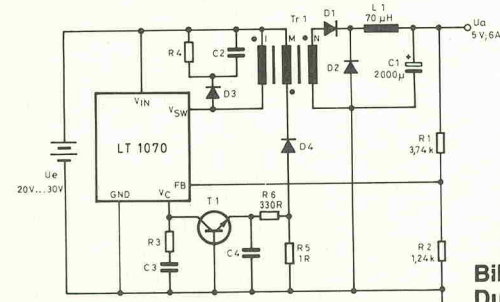 Tr 1
D1
L 1
70 µH
Ua
5 V; 6A
R4
C2
I
M
N
D2
C1
2000µ
D3
VIN
VSW
LT 1070
Ue
20V...30V
D4
R1
3,74 k
GND
VC
FB
T1
R6
330R
R3
C3
C4
R5
1R
R2
1,24k
Bil
Du